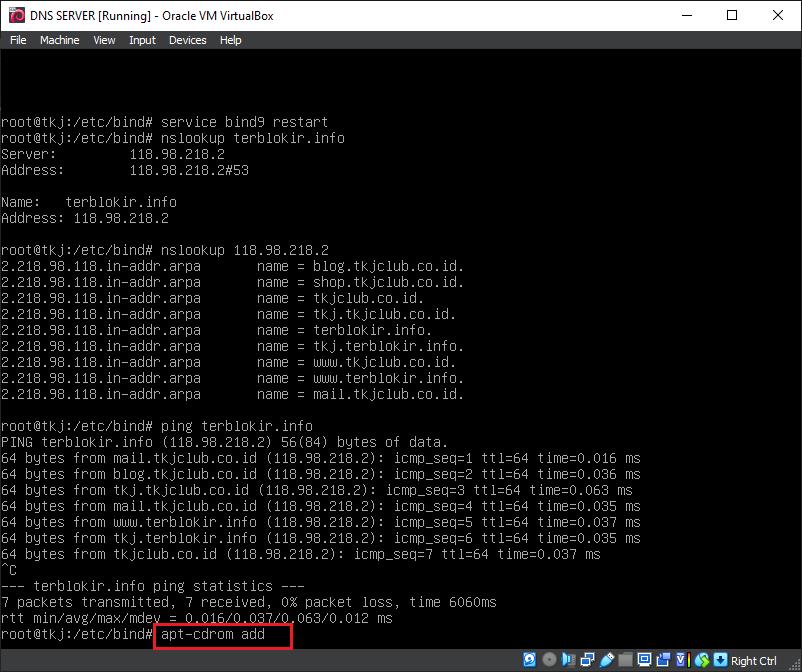 DNS SERVER [Running] - Oracle VM VirtualBox
File Machine View Input Devices Help
root@tkj:/etc/bind# service bind9 restart
root@tkj:/etc/bind# nslookup terblokir.info
Server:         118.98.218.2
Address:        118.98.218.2#53
Name:   terblokir.info
Address: 118.98.218.2
root@tkj:/etc/bind# nslookup 118.98.218.2
2.218.98.118.in-addr.arpa       name = blog.tkjclub.co.id.
2.218.98.118.in-addr.arpa       name = shop.tkjclub.co.id.
2.218.98.118.in-addr.arpa       name = tkjclub.co.id.
2.218.98.118.in-addr.arpa       name = tkj.tkjclub.co.id.
2.218.98.118.in-addr.arpa       name = terblokir.info.
2.218.98.118.in-addr.arpa       name = tkj.terblokir.info.
2.218.98.118.in-addr.arpa       name = www.tkjclub.co.id.
2.218.98.118.in-addr.arpa       name = www.terblokir.info.
2.218.98.118.in-addr.arpa       name = mail.tkjclub.co.id.
root@tkj:/etc/bind# ping terblokir.info
PING terblokir.info (118.98.218.2) 56(84) bytes of data.
64 bytes from mail.tkjclub.co.id (118.98.218.2): icmp_seq=1 ttl=64 time=0.016 ms
64 bytes from blog.tkjclub.co.id (118.98.218.2): icmp_seq=2 ttl=64 time=0.036 ms
64 bytes from tkj.tkjclub.co.id (118.98.218.2): icmp_seq=3 ttl=64 time=0.063 ms
64 bytes from mail.tkjclub.co.id (118.98.218.2): icmp_seq=4 ttl=64 time=0.035 ms
64 bytes from www.terblokir.info (118.98.218.2): icmp_seq=5 ttl=64 time=0.037 ms
64 bytes from tkj.terblokir.info (118.98.218.2): icmp_seq=6 ttl=64 time=0.035 ms
64 bytes from tkjclub.co.id (118.98.218.2): icmp_seq=7 ttl=64 time=0.037 ms
^C
--- terblokir.info ping statistics ---
7 packets transmitted, 7 received, 0% packet loss, time 6060ms
rtt min/avg/max/mdev = 0.016/0.037/0.063/0.012 ms
root@tkj:/etc/bind# apt-cdrom add
Right Ctrl